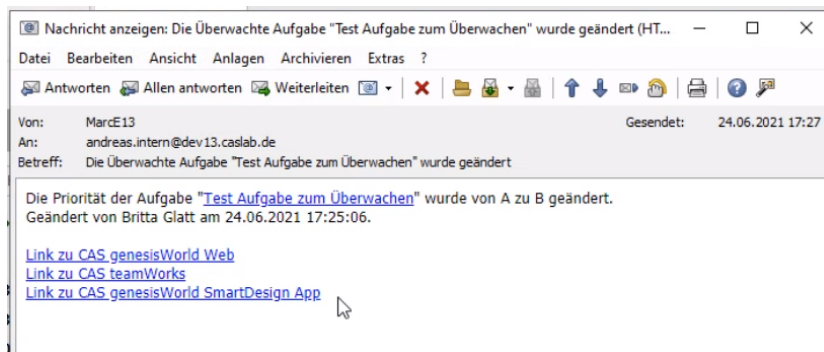 Nachricht anzeigen: Die Überwachte Aufgabe "Test Aufgabe zum Überwachen" wurde geändert (HT...
Datei Bearbeiten Ansicht Anlagen Archivieren Extras ?
Antworten Allen antworten Weiterleiten
Von: MarcE13 Gesendet: 24.06.2021 17:27
An: andreas.intern@dev13.caslab.de
Betreff: Die Überwachte Aufgabe "Test Aufgabe zum Überwachen" wurde geändert
Die Priorität der Aufgabe "Test Aufgabe zum Überwachen" wurde von A zu B geändert.
Geändert von Britta Glatt am 24.06.2021 17:25:06.
Link zu CAS genesisWorld Web
Link zu CAS teamWorks
Link zu CAS genesisWorld SmartDesign App